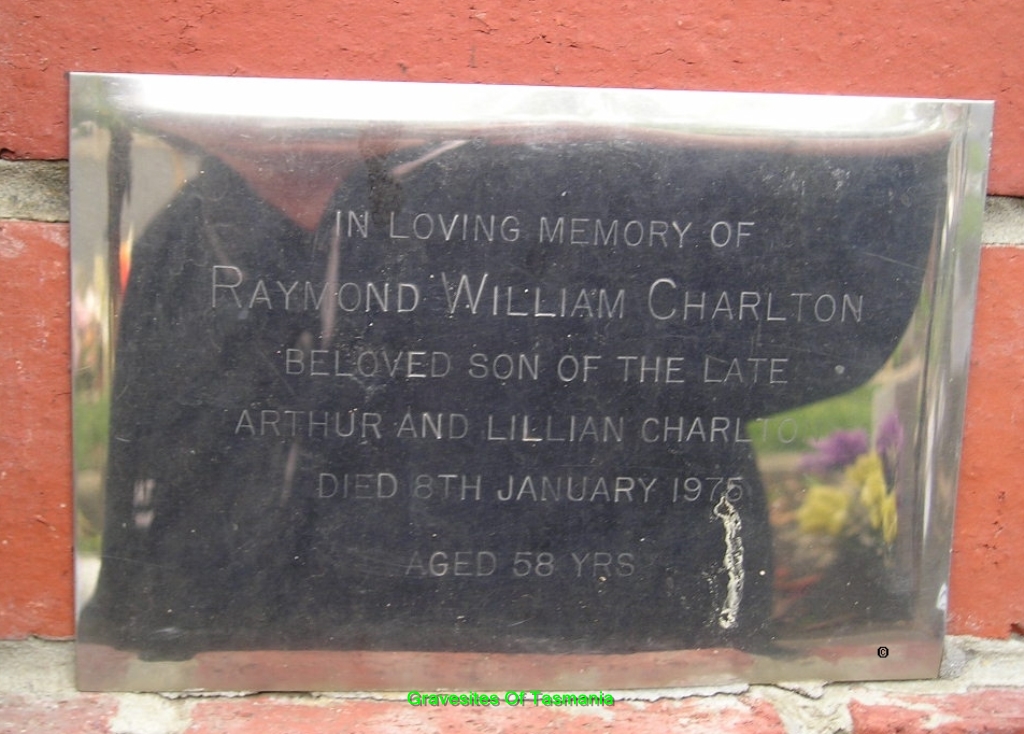 IN LOVING MEMORY OF
RAYMOND WILLIAM CHARLTON
BELOVED SON OF THE LATE
ARTHUR AND LILLIAN CHARLTO
DIED 8TH JANUARY 1975
AGED 58 YRS
©
Gravesites Of Tasmania